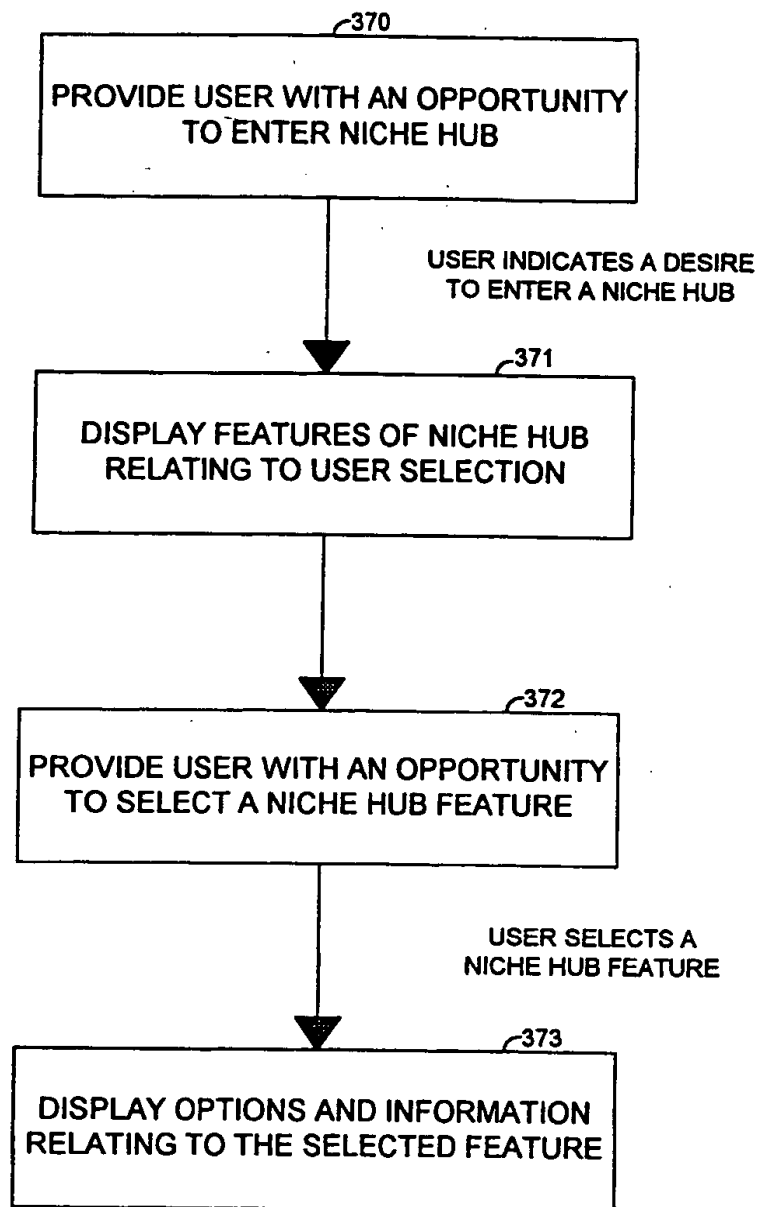 370
PROVIDE USER WITH AN OPPORTUNITY
TO ENTER NICHE HUB
USER INDICATES A DESIRE
TO ENTER A NICHE HUB
371
DISPLAY FEATURES OF NICHE HUB
RELATING TO USER SELECTION
372
PROVIDE USER WITH AN OPPORTUNITY
TO SELECT A NICHE HUB FEATURE
USER SELECTS A
NICHE HUB FEATURE
373
DISPLAY OPTIONS AND INFORMATION
RELATING TO THE SELECTED FEATURE